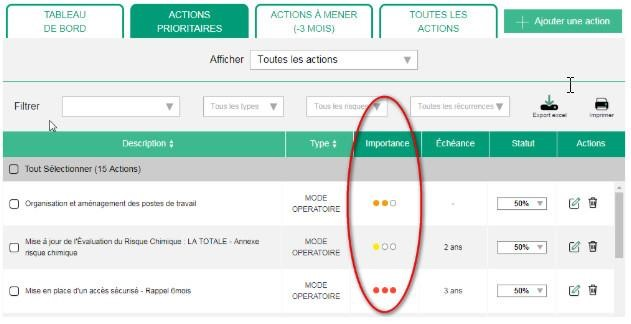 TABLEAU
DE BORD
ACTIONS
PRIORITAIRES
ACTIONS À MENER
(-3 MOIS)
TOUTES LES
ACTIONS
Ajouter une action
Afficher
Toutes les actions
Filtrer
Tous les types
Tous les risques
Toutes les récurrences
Export excel
Imprimer
Description
Type
Importance
Échéance
Statut
Actions
Tout Sélectionner (15 Actions)
Organisation et aménagement des postes de travail
MODE
OPERATOIRE
-
50%
Mise à jour de l'Évaluation du Risque Chimique : LA TOTALE - Annexe
risque chimique
MODE
OPERATOIRE
2 ans
50%
Mise en place d'un accès sécurisé - Rappel 6mois
MODE
OPERATOIRE
3 ans
50%